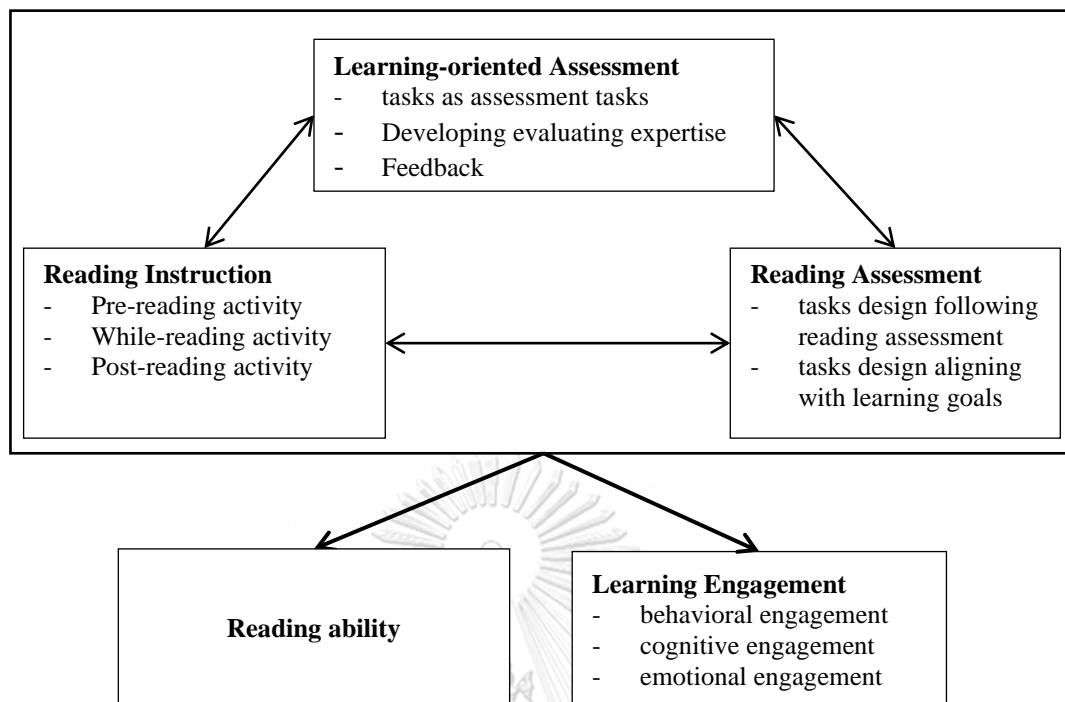 Learning-oriented Assessment
- tasks as assessment tasks
- Developing evaluating expertise
- Feedback
Reading Instruction
- Pre-reading activity
- While-reading activity
- Post-reading activity
Reading Assessment
- tasks design following
reading assessment
- tasks design aligning
with learning goals
Reading ability
Learning Engagement
- behavioral engagement
- cognitive engagement
- emotional engagement